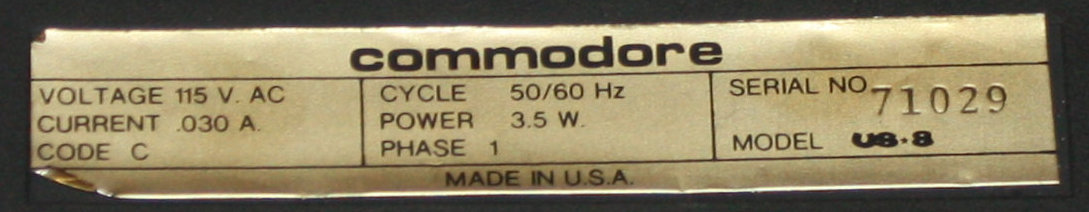 commodore
VOLTAGE 115 V. AC
CURRENT .030 A.
CODE C
CYCLE 50/60 Hz
POWER 3.5 W.
PHASE 1
SERIAL NO 71029
MODEL US*8
MADE IN U.S.A.